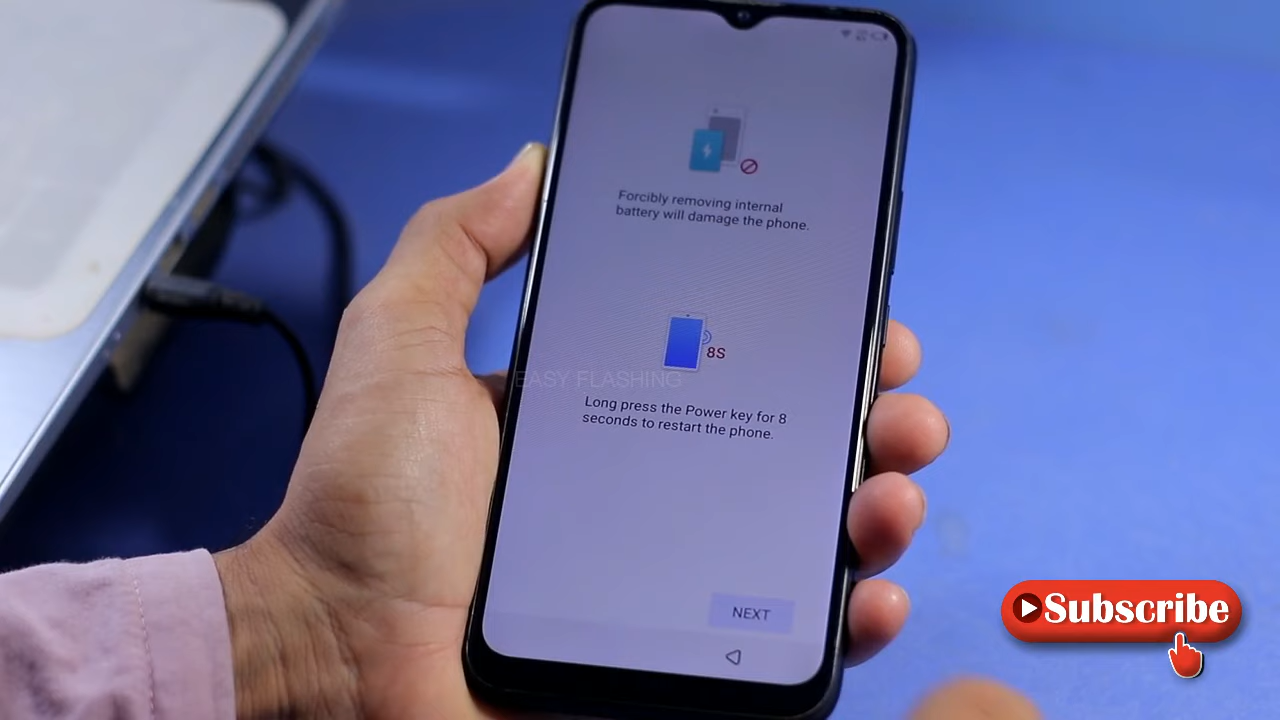 Forcibly removing internal
battery will damage the phone.
8S
EASY FLASHING
Long press the Power key for 8
seconds to restart the phone.
NEXT
Subscribe